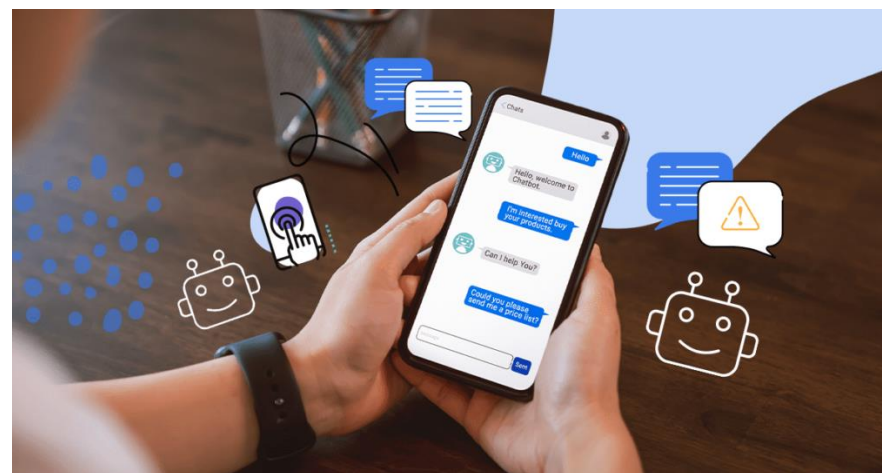 Chats
Hello
Hello, welcome to
Chatbot.
I'm interested buy
your products.
Can I help You?
Could you please
send me a price list?
Sent